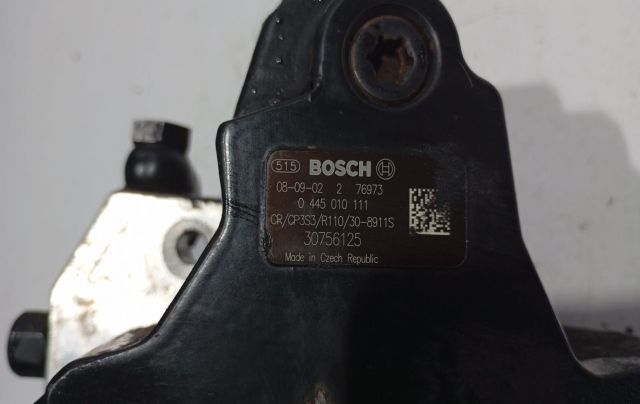 515 BOSCH
08-09-02 2 76973
0 445 010 111
CR/CP3S3/R110/30-8911S
30756125
Made in Czech Republic